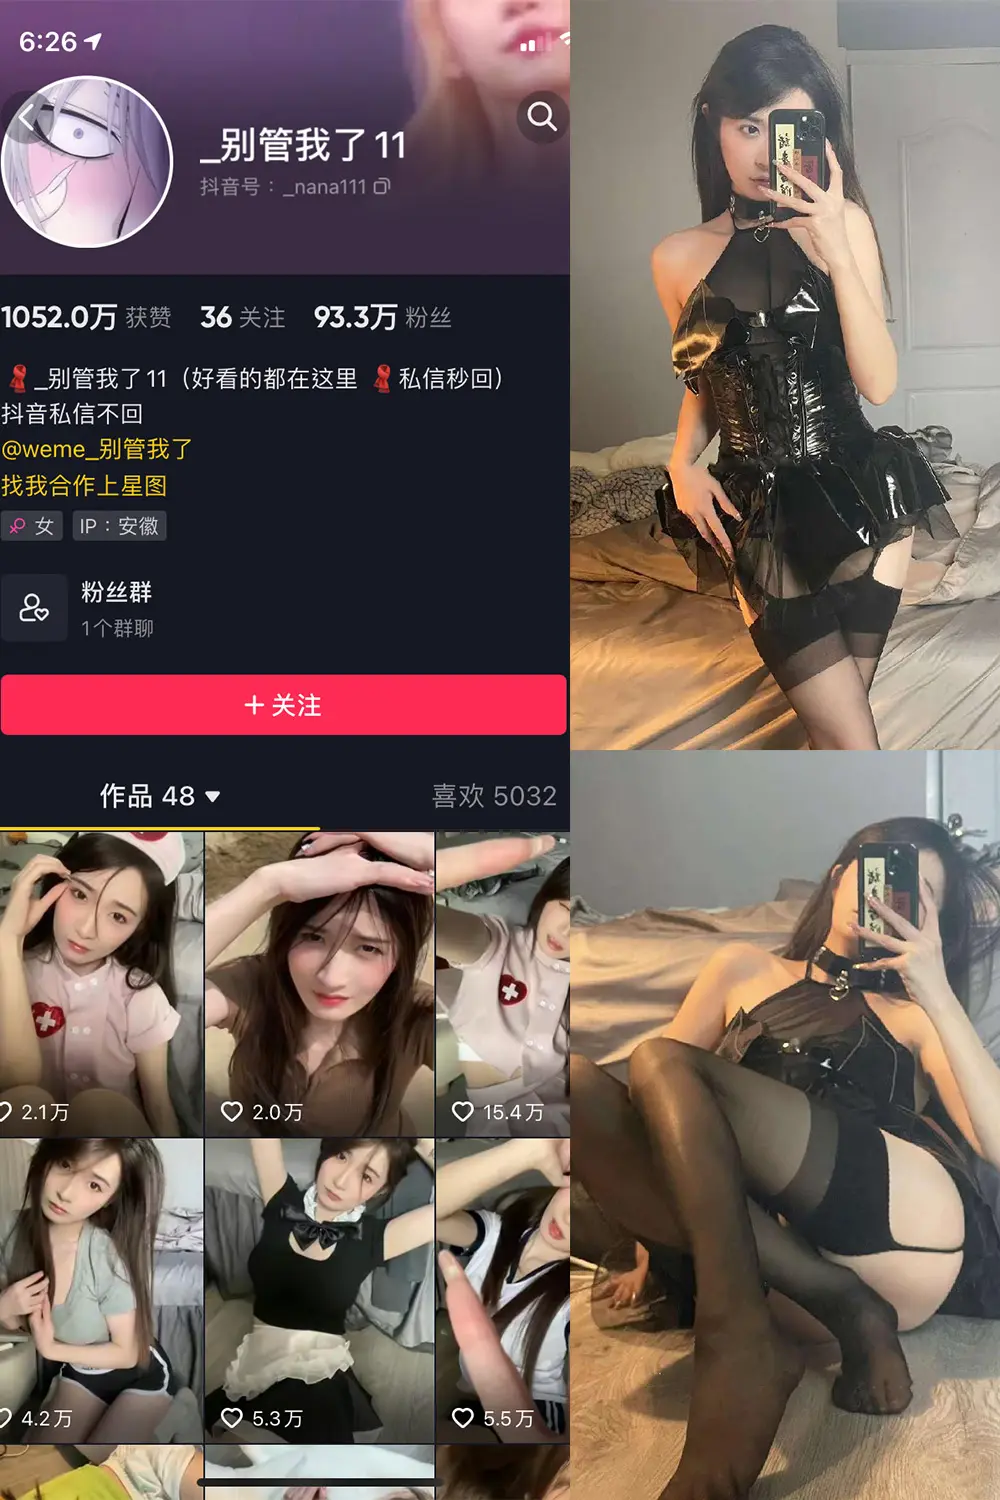 6:26
_别管我了11
抖音号：_nana111
1052.0万 获赞 36 关注 93.3万 粉丝
_别管我了11（好看的都在这里 私信秒回）
抖音私信不回
@weme_别管我了
找我合作上星图
女 IP：安徽
粉丝群
1个群聊
+ 关注
作品 48 喜欢 5032
2.1万 2.0万 15.4万
4.2万 5.3万 5.5万